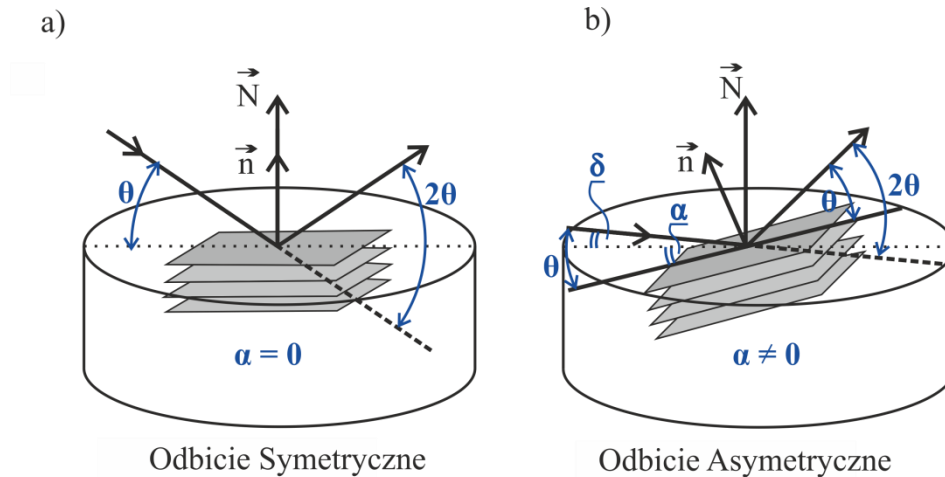 a)
N
n
θ
2θ
α = 0
Odbicie Symetryczne
b)
N
n
δ
α
θ
θ
2θ
α ≠ 0
Odbicie Asymetryczne